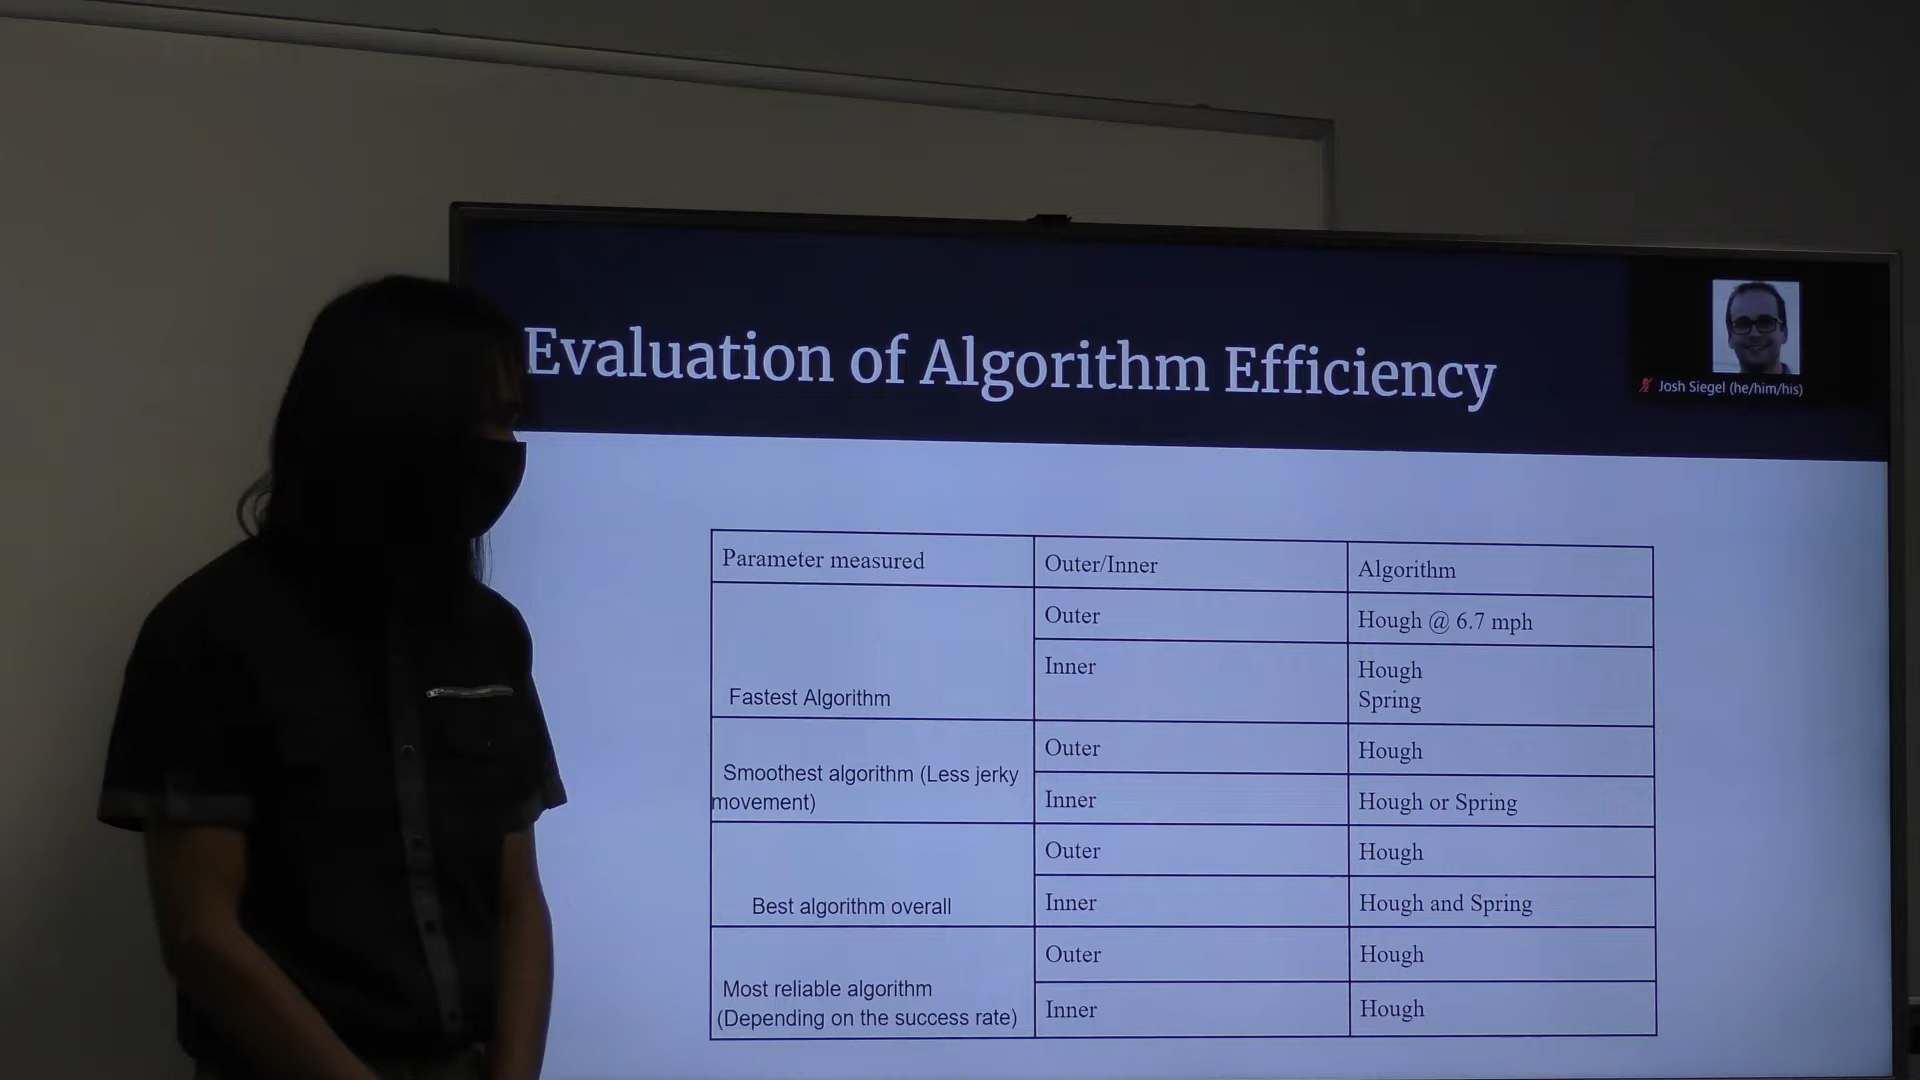 Evaluation of Algorithm Efficiency
Josh Siegel (he/him/his)
Parameter measured
Outer/Inner
Algorithm
Fastest Algorithm
Outer
Hough @ 6.7 mph
Inner
Hough
Spring
Smoothest algorithm (Less jerky
movement)
Outer
Hough
Inner
Hough or Spring
Best algorithm overall
Outer
Hough
Inner
Hough and Spring
Most reliable algorithm
(Depending on the success rate)
Outer
Hough
Inner
Hough